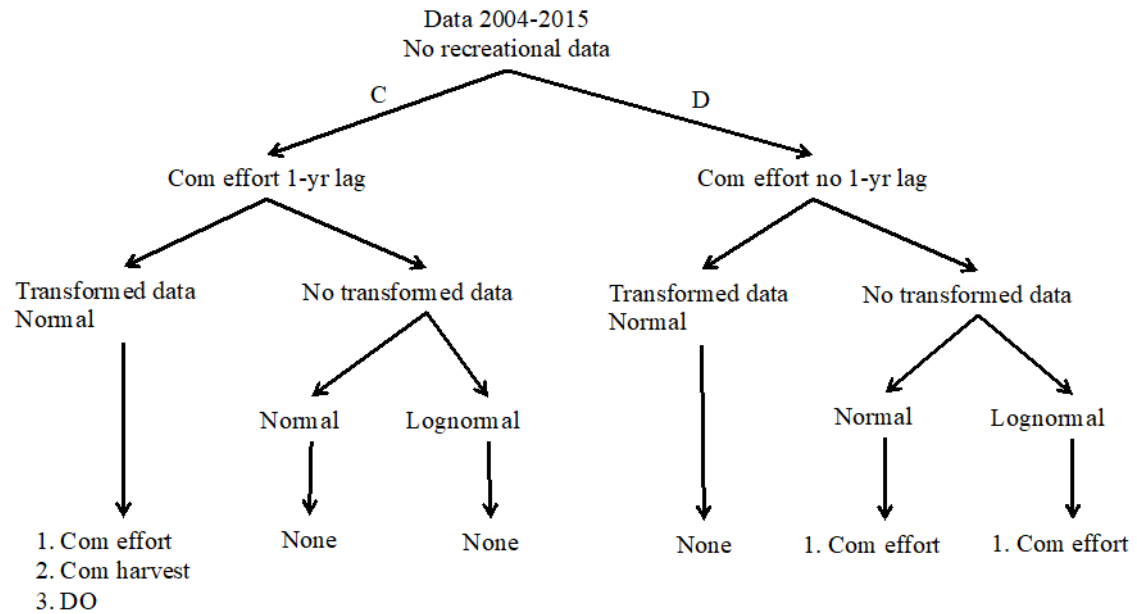 Data 2004-2015
No recreational data
C
D
Com effort 1-yr lag
Com effort no 1-yr lag
Transformed data
Normal
No transformed data
Transformed data
Normal
No transformed data
Normal
Lognormal
Normal
Lognormal
1. Com effort
2. Com harvest
3. DO
None
None
None
1. Com effort
1. Com effort